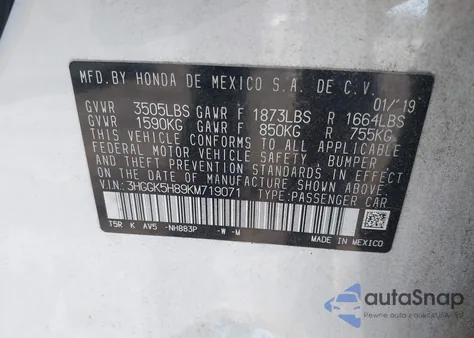 MFD.BY HONDA DE MEXICO S.A. DE C.V.
01/'19
GVWR 3505LBS GAWR F 1873LBS R 1664LBS
GVWR 1590KG GAWR F 850KG R 755KG
THIS VEHICLE CONFORMS TO ALL APPLICABLE
FEDERAL MOTOR VEHICLE SAFETY, BUMPER
AND THEFT PREVENTION STANDARDS IN EFFECT
ON THE DATE OF MANUFACTURE SHOWN ABOVE.
V.I.N: 3HGGK5H89KM719071 TYPE:PASSENGER CAR
T5R K AV5 -NH883P -W -M
MADE IN MEXICO
autoSnap